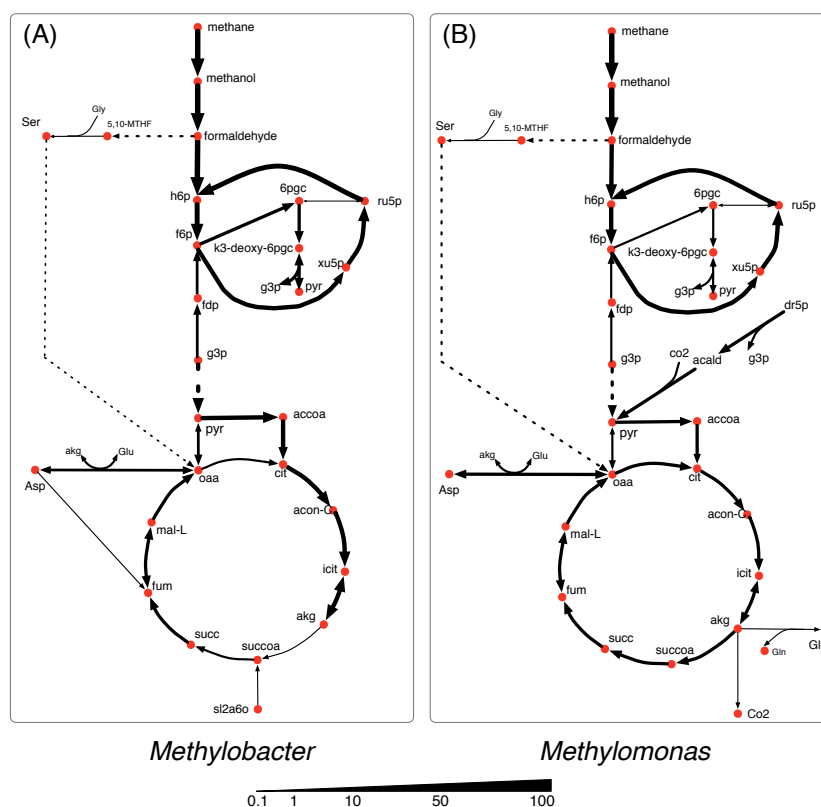 (A)
methane
methanol
Gly
Ser
5,10-MTHF
formaldehyde
h6p
6pgc
ru5p
f6p
k3-deoxy-6pgc
xu5p
g3p
pyr
fdp
g3p
pyr
accoa
akg
Glu
Asp
oaa
cit
mal-L
acon-C
icit
fum
akg
succ
succoa
sl2a6o
(B)
methane
methanol
Gly
Ser
5,10-MTHF
formaldehyde
h6p
6pgc
ru5p
f6p
k3-deoxy-6pgc
xu5p
g3p
pyr
fdp
dr5p
g3p
co2
acald
g3p
pyr
accoa
akg
Glu
Asp
oaa
cit
mal-L
acon-C
icit
fum
akg
succ
succoa
Gln
Gl
Co2
Methylobacter
Methylomonas
0.1 1 10 50 100